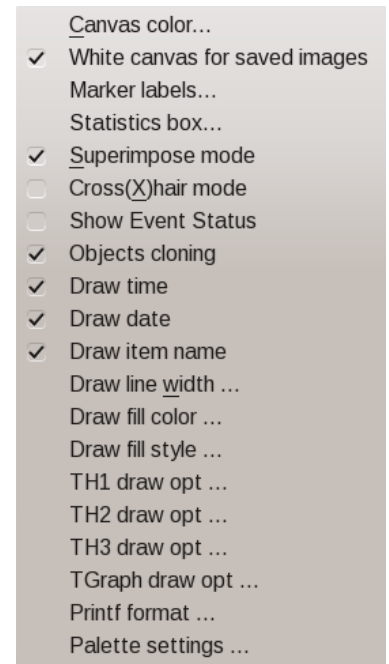 Canvas color...
White canvas for saved images
Marker labels...
Statistics box...
Superimpose mode
Cross(X)hair mode
Show Event Status
Objects cloning
Draw time
Draw date
Draw item name
Draw line width ...
Draw fill color ...
Draw fill style ...
TH1 draw opt ...
TH2 draw opt ...
TH3 draw opt ...
TGraph draw opt ...
Printf format ...
Palette settings ...